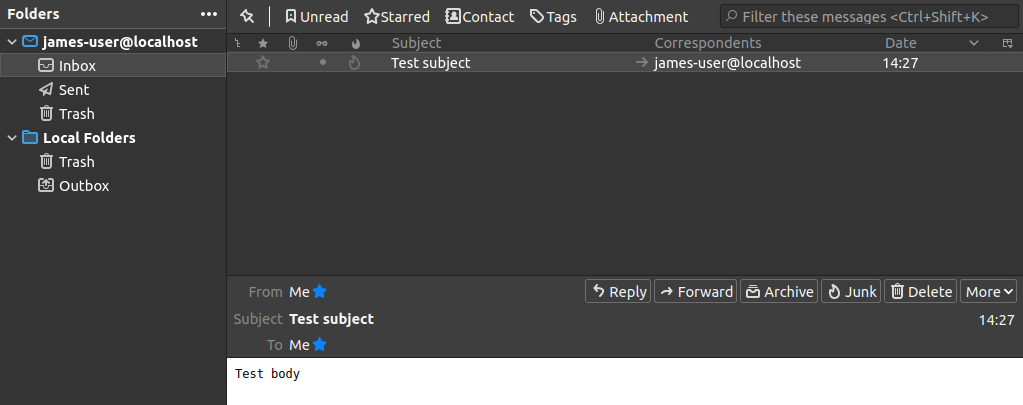 Folders
james-user@localhost
Inbox
Sent
Trash
Local Folders
Trash
Outbox
Unread Starred Contact Tags Attachment Filter these messages <Ctrl+Shift+K>
Subject Correspondents Date
Test subject james-user@localhost 14:27
From Me Reply Forward Archive Junk Delete More
Subject Test subject 14:27
To Me
Test body